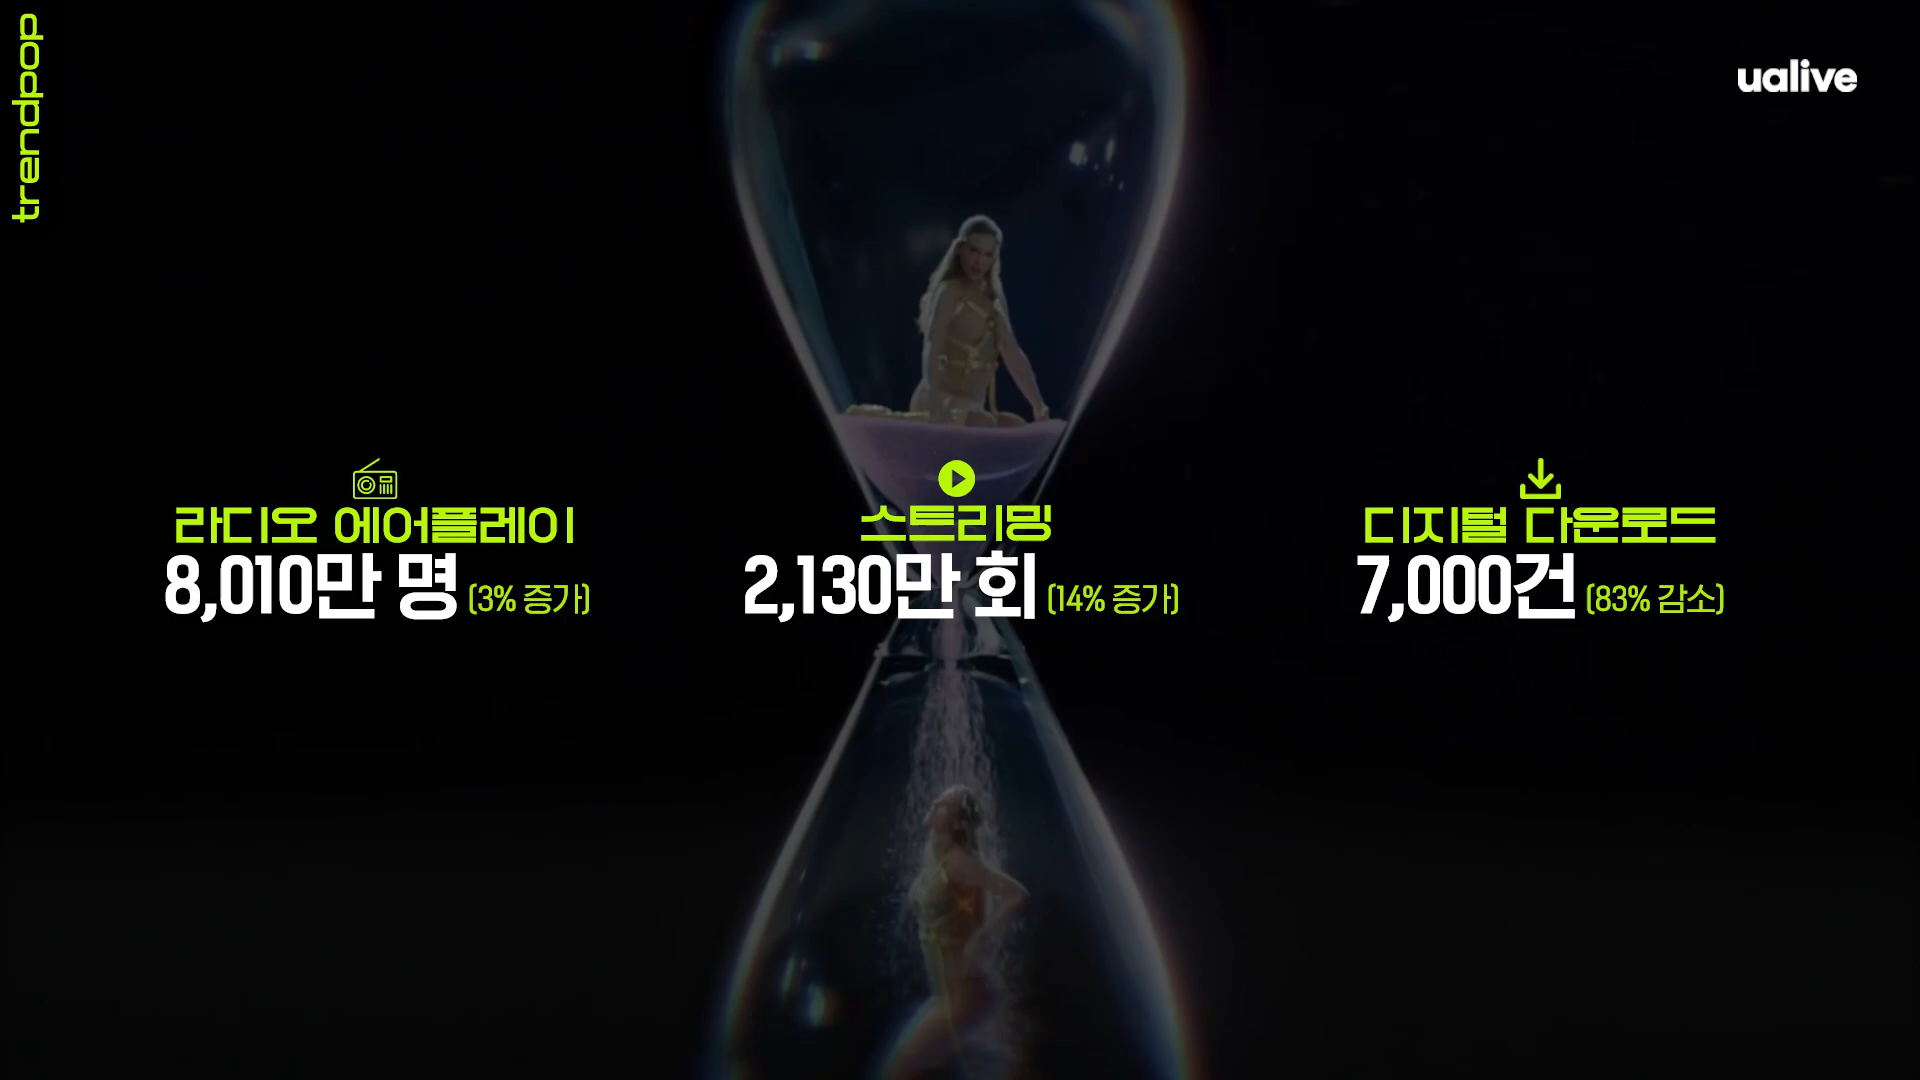 trendpop
ualive
라디오 에어플레이
8,010만 명 (3% 증가)
스트리밍
2,130만 회 (14% 증가)
디지털 다운로드
7,000건 (83% 감소)